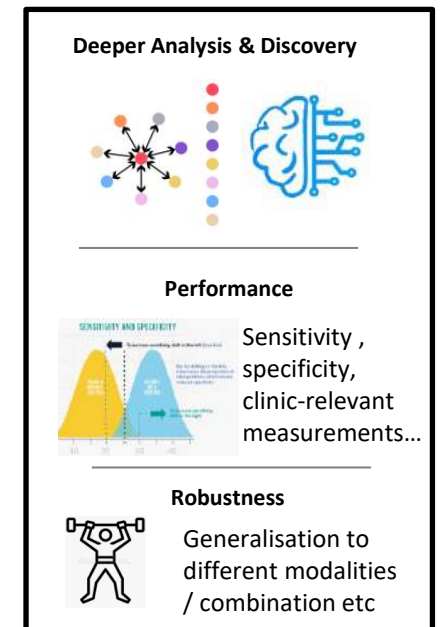 Deeper Analysis & Discovery
Performance
SENSITIVITY AND SPECIFICITY
Sensitivity ,
specificity,
clinic-relevant
measurements…
Robustness
Generalisation to
different modalities
/ combination etc